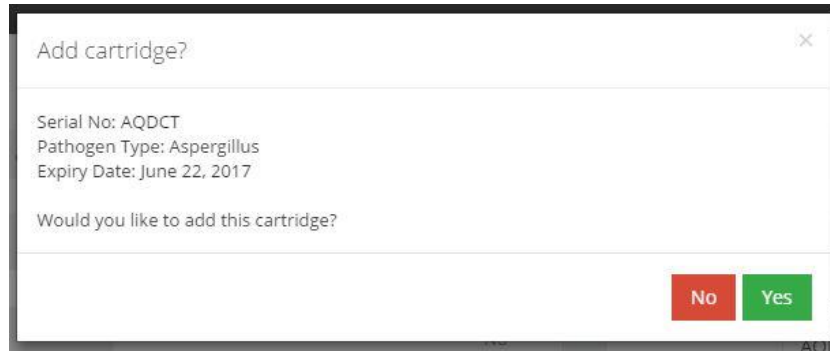 Add cartridge?
×
Serial No: AQDCT
Pathogen Type: Aspergillus
Expiry Date: June 22, 2017
Would you like to add this cartridge?
No
Yes